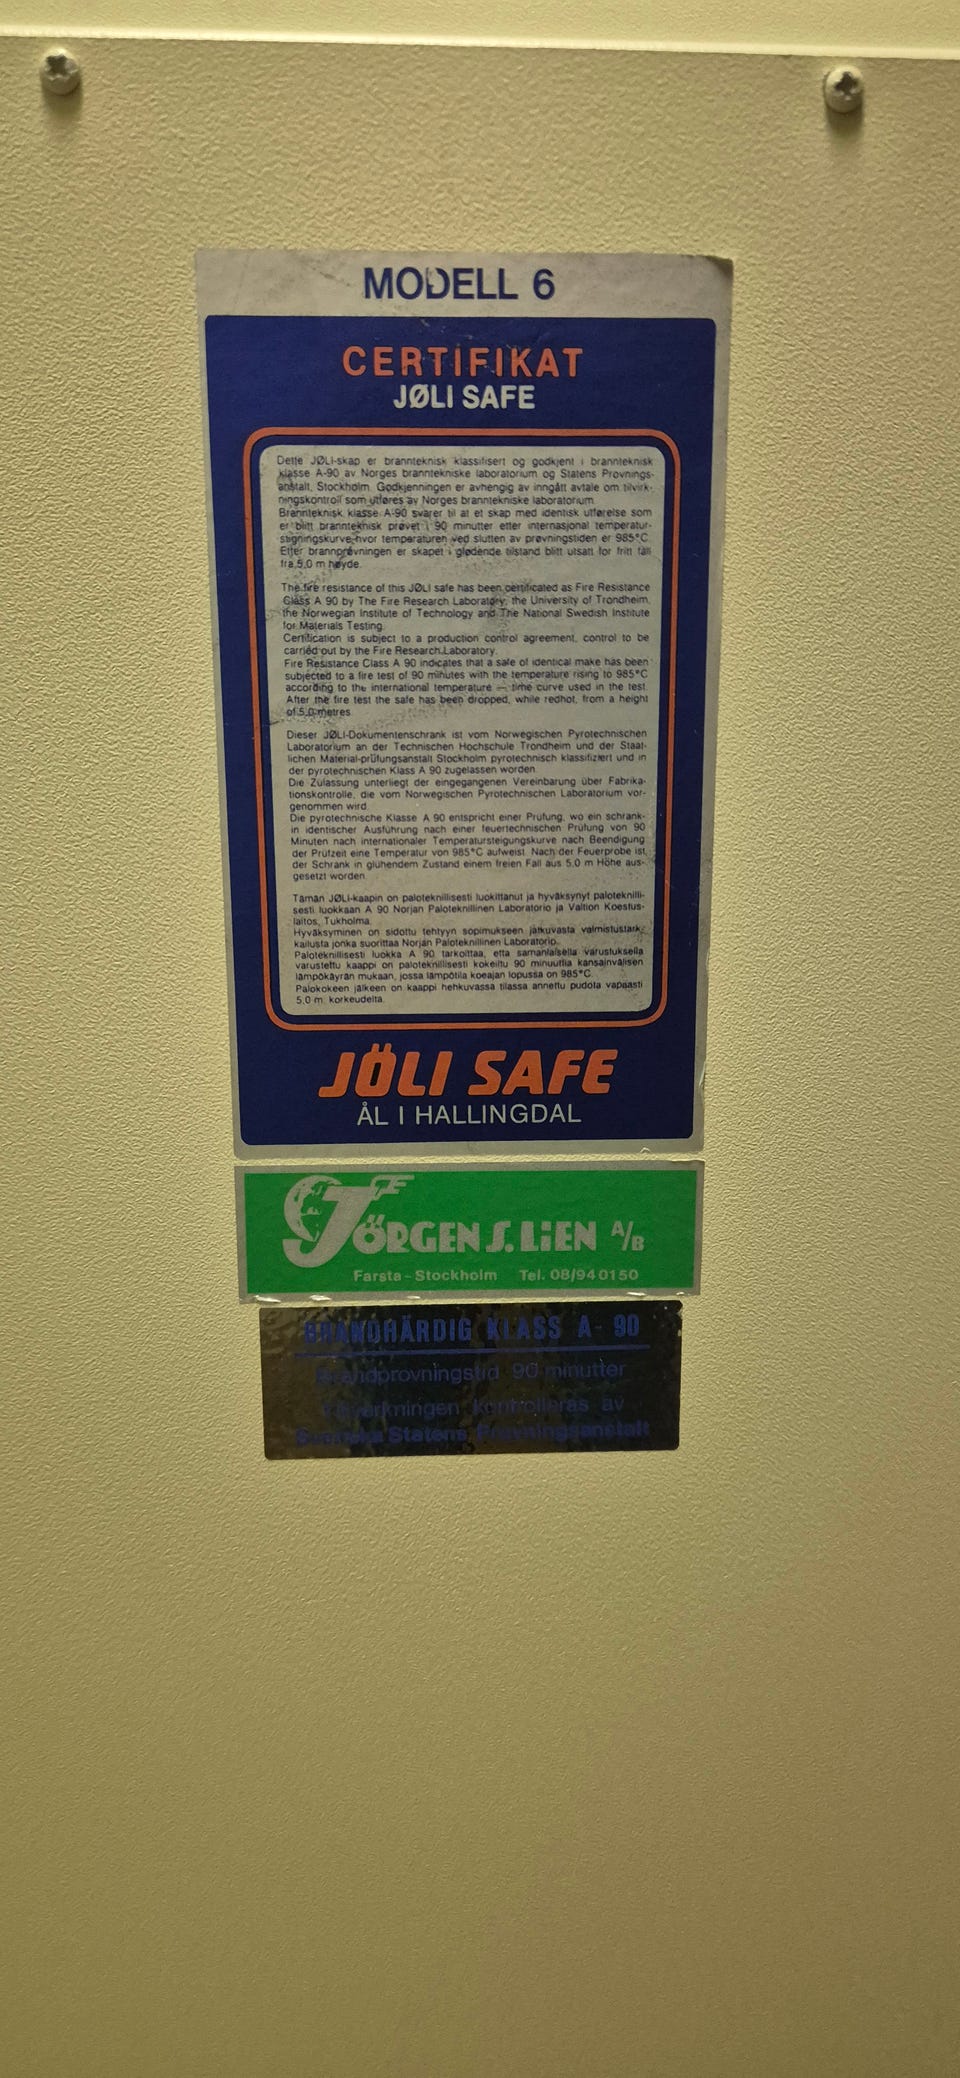 MODELL 6
CERTIFIKAT
JØLI SAFE
Dette JØLI-skap er brannteknisk klassifisert og godkjent i brannteknisk
klasse A-90 av Norges branntekniske laboratorium og Statens Provnings-
anstalt, Stockholm. Godkjenningen er avhengig av inngått avtale om tilvirk-
ningskontroll som utføres av Norges branntekniske laboratorium.
Brannteknisk klasse A-90 svarer til at et skap med identisk utførelse som
er blitt brannteknisk prøvet i 90 minutter etter internasjonal temperatur-
stigningskurve, hvor temperaturen ved slutten av prøvningstiden er 985°C.
Etter brannprøvningen er skapet i glødende tilstand blitt utsatt for fritt fall
fra 5,0 m høyde.
The fire resistance of this JØLI safe has been certificated as Fire Resistance
Class A 90 by The Fire Research Laboratory, the University of Trondheim,
the Norwegian Institute of Technology and The National Swedish Institute
for Materials Testing.
Certification is subject to a production control agreement, control to be
carried out by the Fire Research Laboratory.
Fire Resistance Class A 90 indicates that a safe of identical make has been
subjected to a fire test of 90 minutes with the temperature rising to 985°C
according to the international temperature — time curve used in the test.
After the fire test the safe has been dropped, while redhot, from a height
of 5,0 metres.
Dieser JØLI-Dokumentenschrank ist vom Norwegischen Pyrotechnischen
Laboratorium an der Technischen Hochschule Trondheim und der Staat-
lichen Material-prüfungsanstalt Stockholm pyrotechnisch klassifiziert und in
der pyrotechnischen Klass A 90 zugelassen worden.
Die Zulassung unterliegt der eingegangenen Vereinbarung über Fabrika-
tionskontrolle, die vom Norwegischen Pyrotechnischen Laboratorium vor-
genommen wird.
Die pyrotechnische Klasse A 90 entspricht einer Prüfung, wo ein schrank-
in identischer Ausführung nach einer feuertechnischen Prüfung von 90
Minuten nach internationaler Temperatursteigungskurve nach Beendigung
der Prüfzeit eine Temperatur von 985°C aufweist. Nach der Feuerprobe ist
der Schrank in glühendem Zustand einem freien Fall aus 5.0 m Höhe aus-
gesetzt worden.
Tämän JØLI-kaapin on paloteknillisesti luokittanut ja hyväksynyt paloteknilli-
sesti luokkaan A 90 Norjan Paloteknillinen Laboratorio ja Valtion Koestus-
laitos, Tukholma.
Hyväksyminen on sidottu tehtyyn sopimukseen jatkuvasta valmistustark-
kailusta jonka suorittaa Norjan Paloteknillinen Laboratorio.
Paloteknillisesti luokka A 90 tarkoittaa, että samanlaisella varustuksella
varustettu kaappi on paloteknillisesti kokeiltu 90 minuuttia kansainvälisen
lämpökäyrän mukaan, jossa lämpötila koeajan lopussa on 985°C.
Palokokeen jälkeen on kaappi hehkuvassa tilassa annettu pudota vapaasti
5.0 m. korkeudelta.
JÖLI SAFE
ÅL I HALLINGDAL
JÖRGEN S. LIEN A/B
Farsta - Stockholm Tel. 08/940150
BRANDHÄRDIG KLASS A- 90
Brandprovningstid 90 minutter
Tillverkningen kontrolleras av
Svenska Statens Provningsanstalt